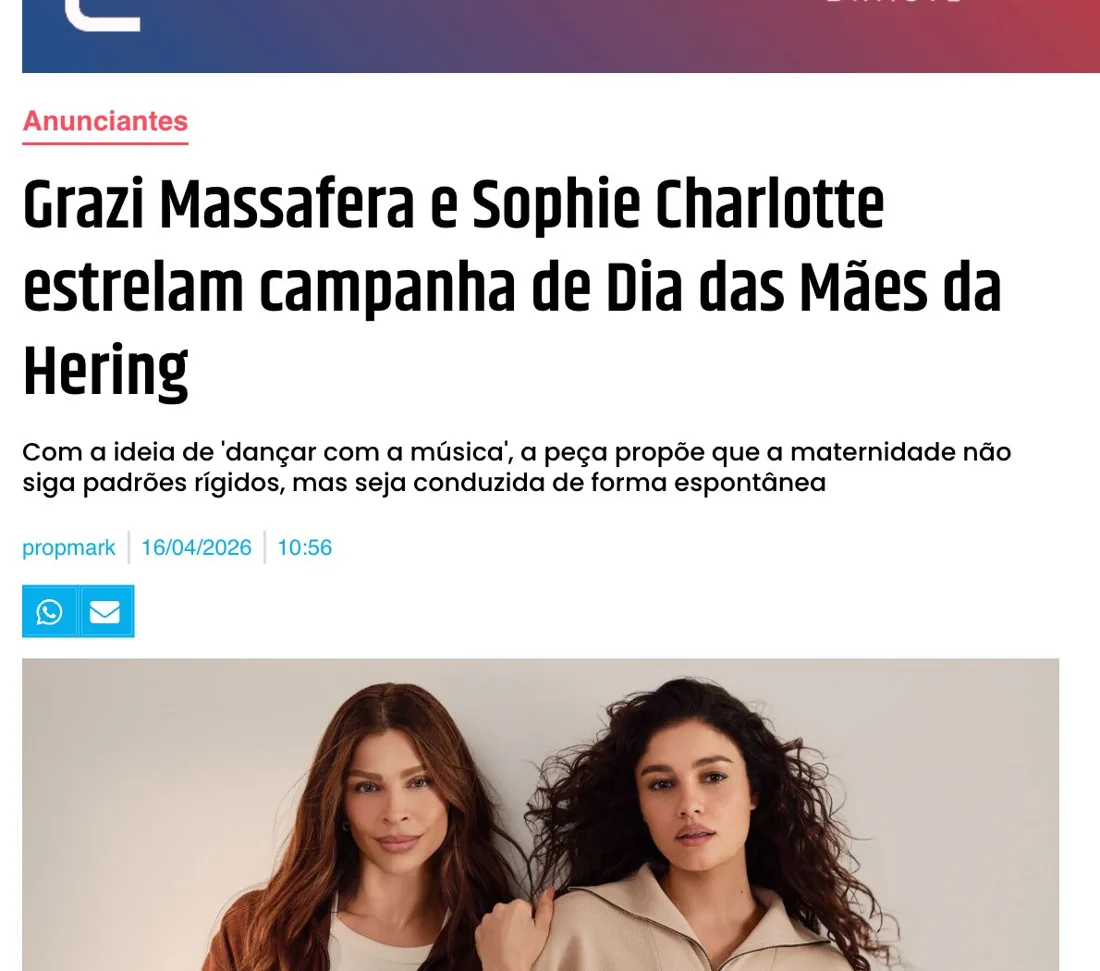 Anunciantes
Grazi Massafera e Sophie Charlotte
estrelam campanha de Dia das Mães da
Hering
Com a ideia de 'dançar com a música', a peça propõe que a maternidade não
siga padrões rígidos, mas seja conduzida de forma espontânea
propmark | 16/04/2026 | 10:56